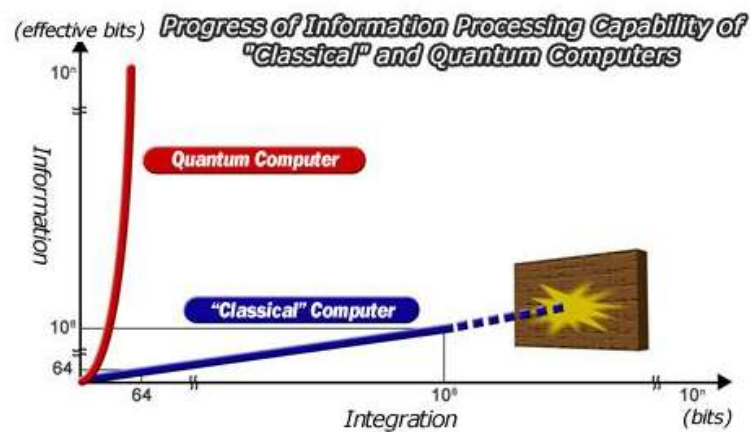 (effective bits) Progress of Information Processing Capability of
"Classical" and Quantum Computers
10ⁿ
Information
Quantum Computer
"Classical" Computer
10⁸
64
64
10⁸
10ⁿ
Integration
(bits)